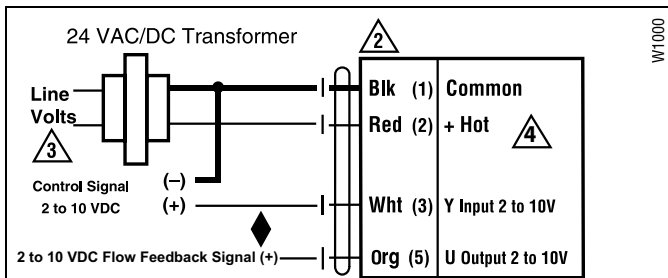 24 VAC/DC Transformer
W1000
2
Blk (1) Common
Line
Volts
Red (2) + Hot
3
4
Control Signal (–)
2 to 10 VDC (+)
Wht (3) Y Input 2 to 10V
2 to 10 VDC Flow Feedback Signal (+)
Org (5) U Output 2 to 10V